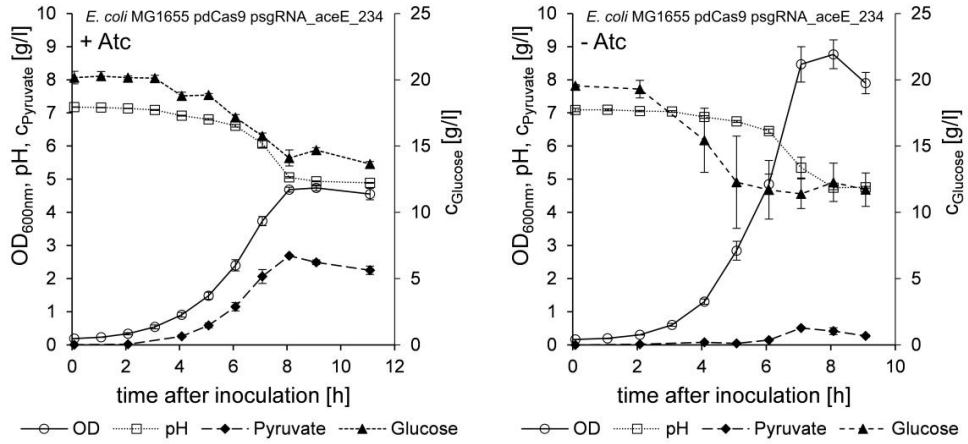 E. coli MG1655 pdCas9 psgRNA_aceE_234
+ Atc
OD600nm, pH, cPyruvate [g/l]
10
9
8
7
6
5
4
3
2
1
0
25
20
15
10
5
0
cGlucose [g/l]
0 2 4 6 8 10 12
time after inoculation [h]
OD pH Pyruvate Glucose
E. coli MG1655 pdCas9 psgRNA_aceE_234
- Atc
OD600nm, pH, cPyruvate [g/l]
10
9
8
7
6
5
4
3
2
1
0
25
20
15
10
5
0
cGlucose [g/l]
0 2 4 6 8 10
time after inoculation [h]
OD pH Pyruvate Glucose